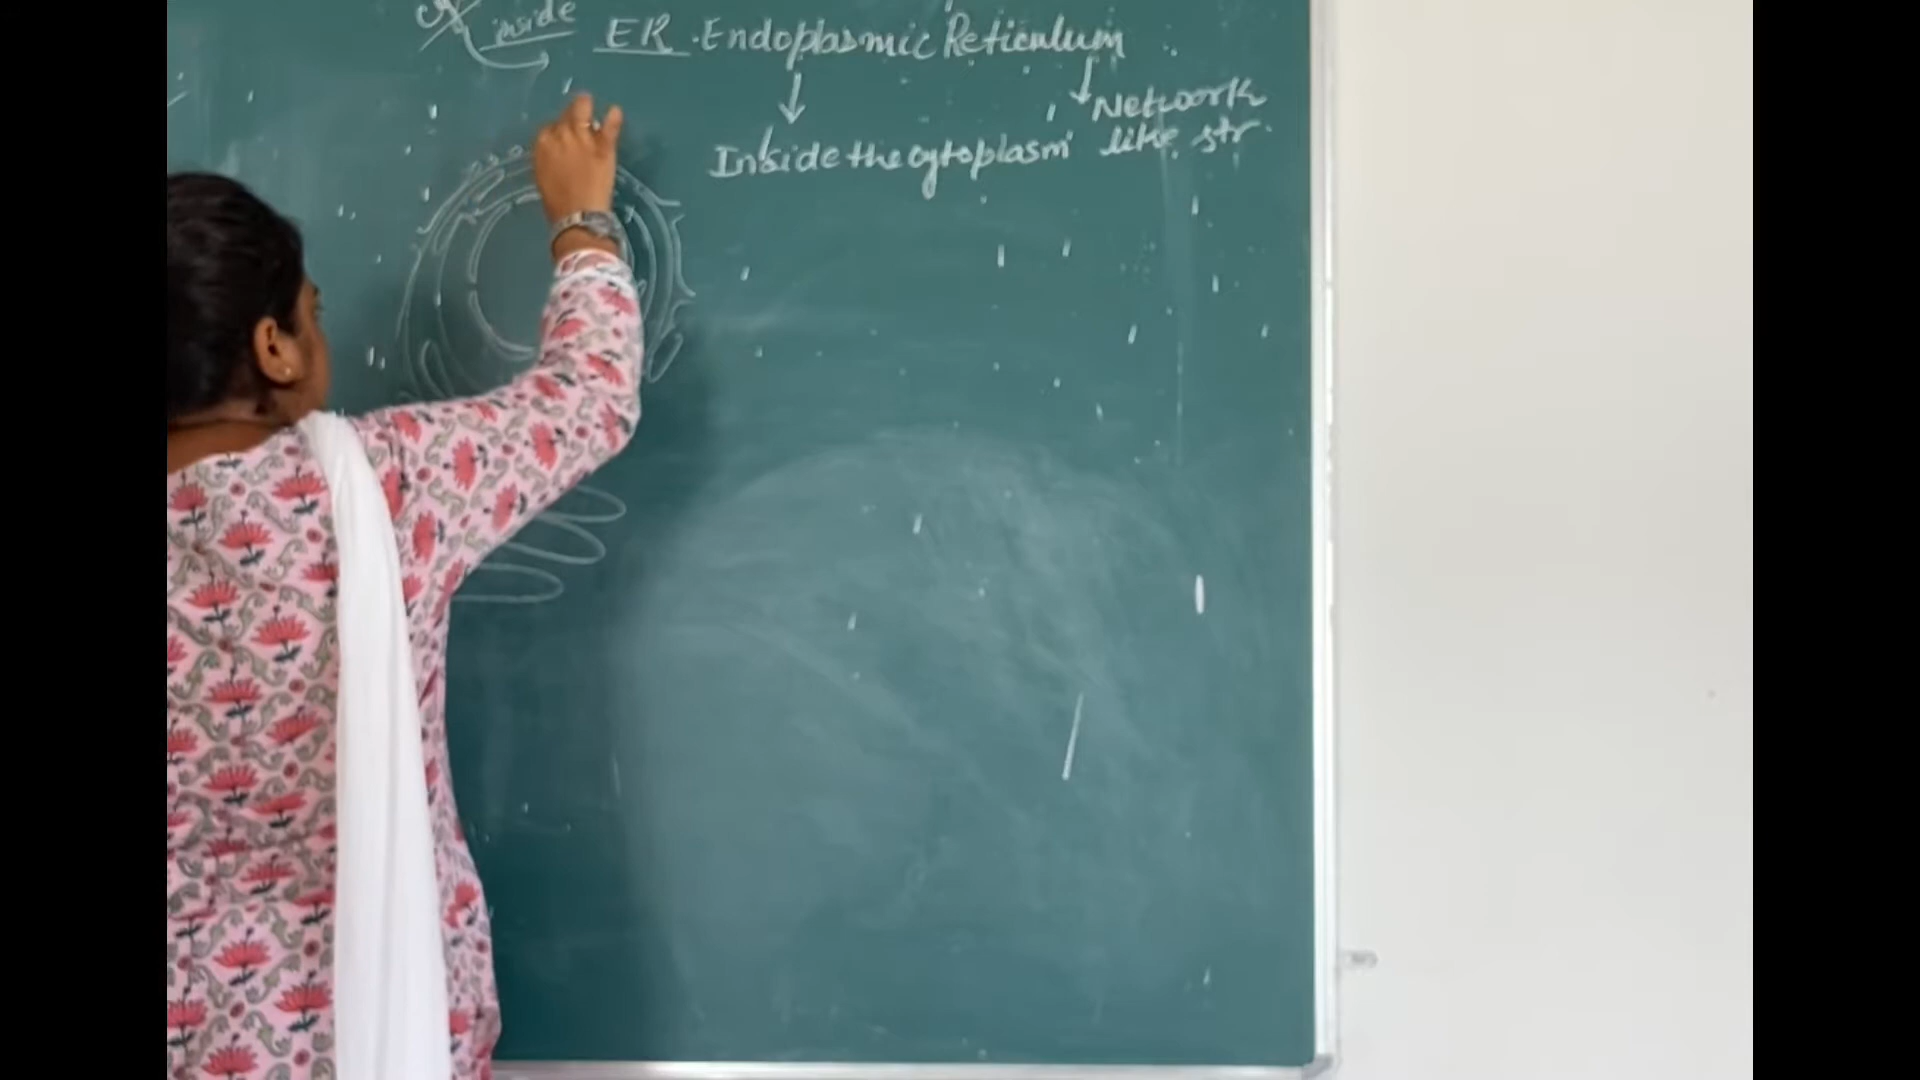 inside ER . Endoplasmic Reticulum
Network
Inside the cytoplasm like str.